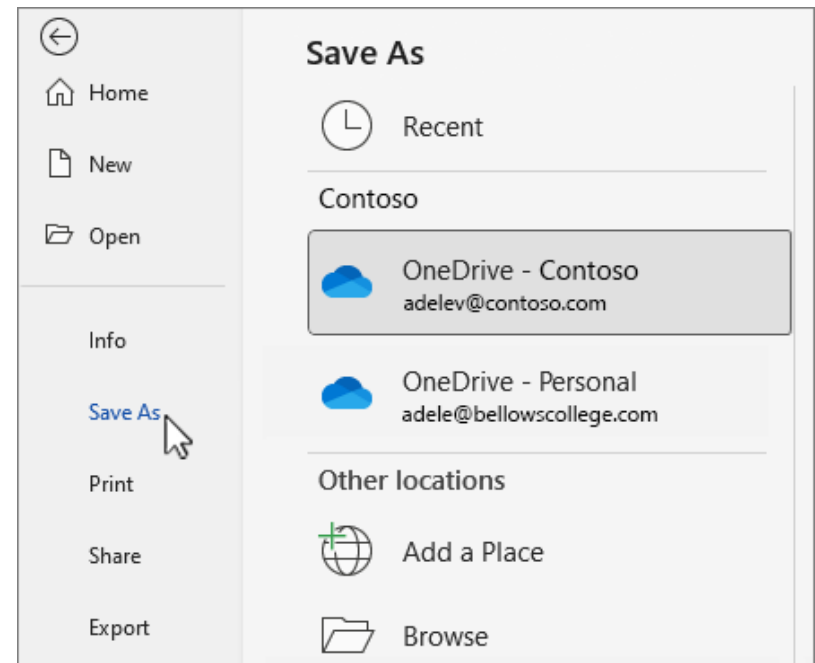 Home
New
Open
Info
Save As
Print
Share
Export
Save As
Recent
Contoso
OneDrive - Contoso
adelev@contoso.com
OneDrive - Personal
adele@bellowscollege.com
Other locations
Add a Place
Browse